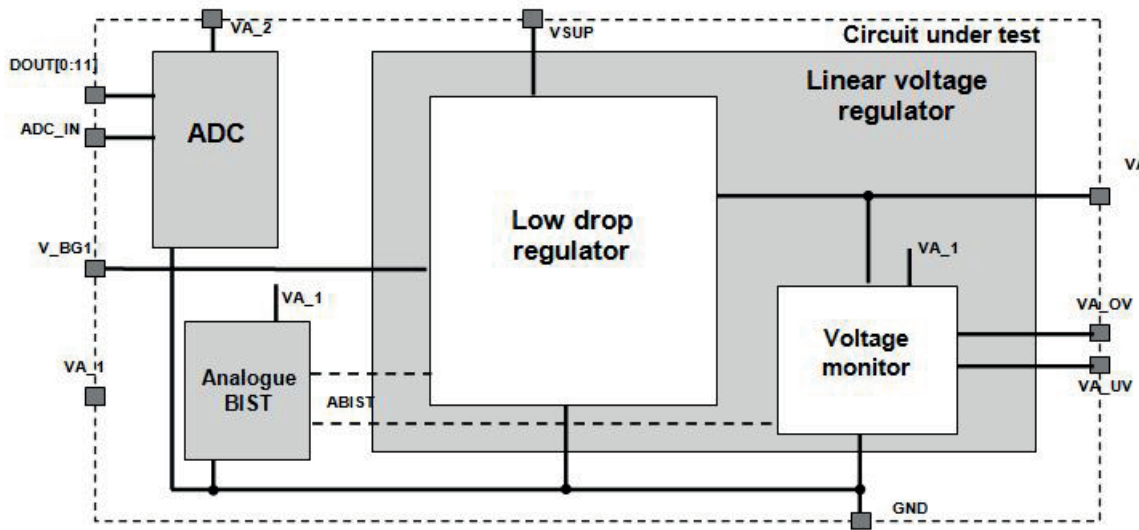 VA_2
VSUP
Circuit under test
DOUT[0:11]
Linear voltage
regulator
ADC_IN
ADC
VA
Low drop
regulator
V_BG1
VA_1
VA_1
VA_OV
Voltage
monitor
VA_1
Analogue
BIST
ABIST
VA_UV
GND